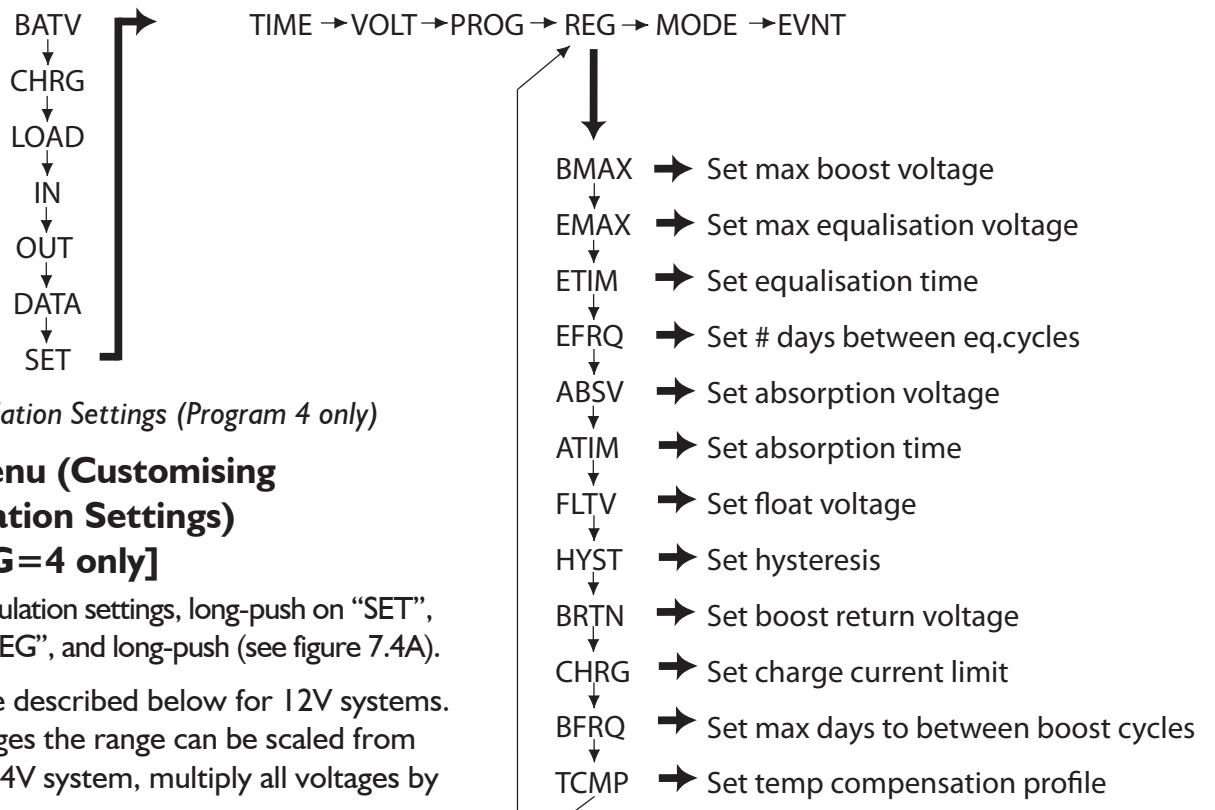 BATV
CHRG
LOAD
IN
OUT
DATA
SET
TIME VOLT PROG REG MODE EVNT
BMAX Set max boost voltage
EMAX Set max equalisation voltage
ETIM Set equalisation time
EFRQ Set # days between eq.cycles
ABSV Set absorption voltage
ATIM Set absorption time
FLTV Set float voltage
HYST Set hysteresis
BRTN Set boost return voltage
CHRG Set charge current limit
BFRQ Set max days to between boost cycles
TCMP Set temp compensation profile
lation Settings (Program 4 only)
enu (Customising
ation Settings)
G=4 only]
ulation settings, long-push on “SET”,
EG”, and long-push (see figure 7.4A).
e described below for 12V systems.
ges the range can be scaled from
4V system, multiply all voltages by